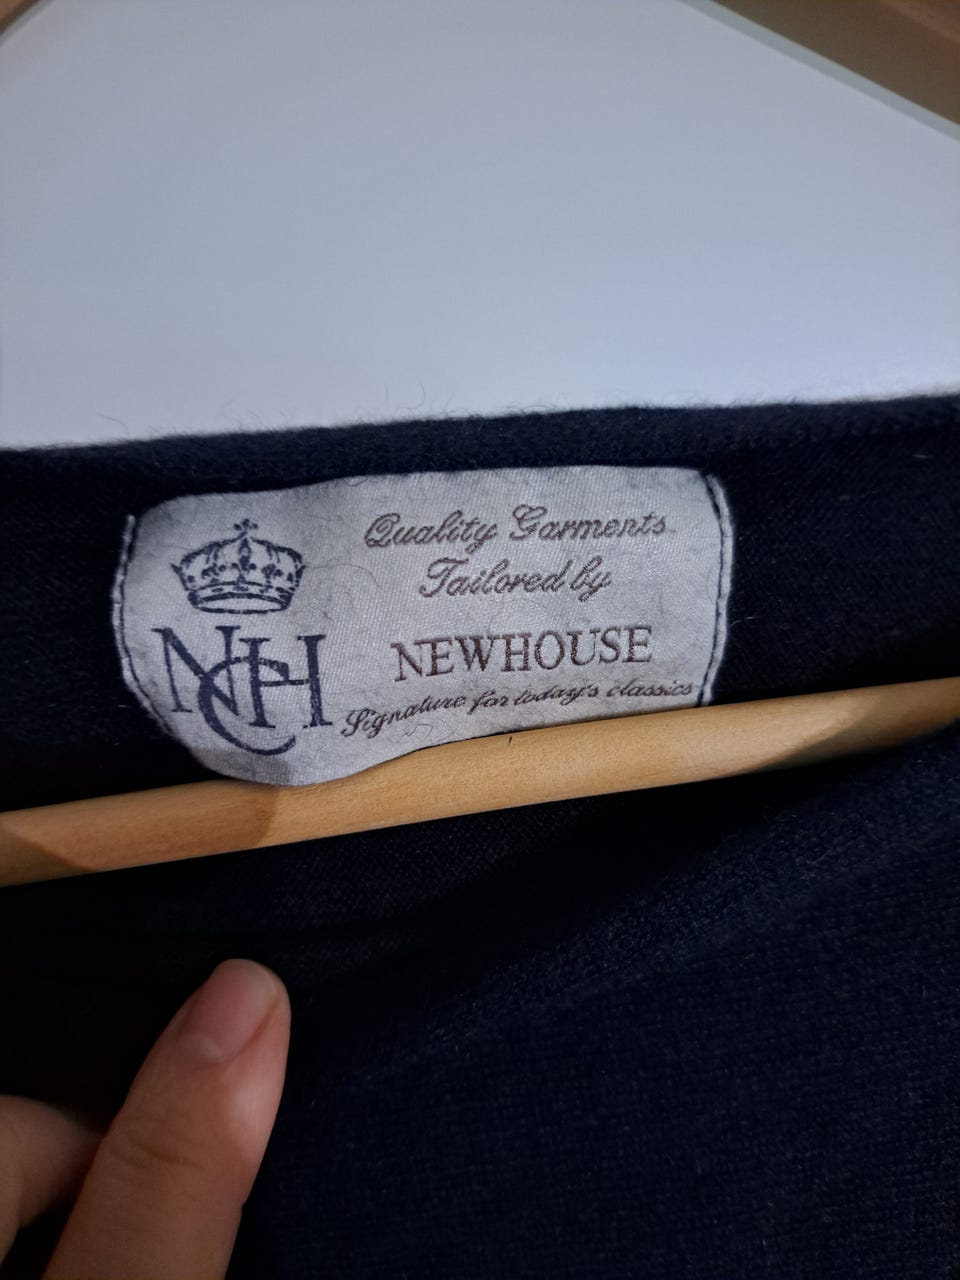 NCH
Quality Garments
Tailored by
NEWHOUSE
Signature for today's classics